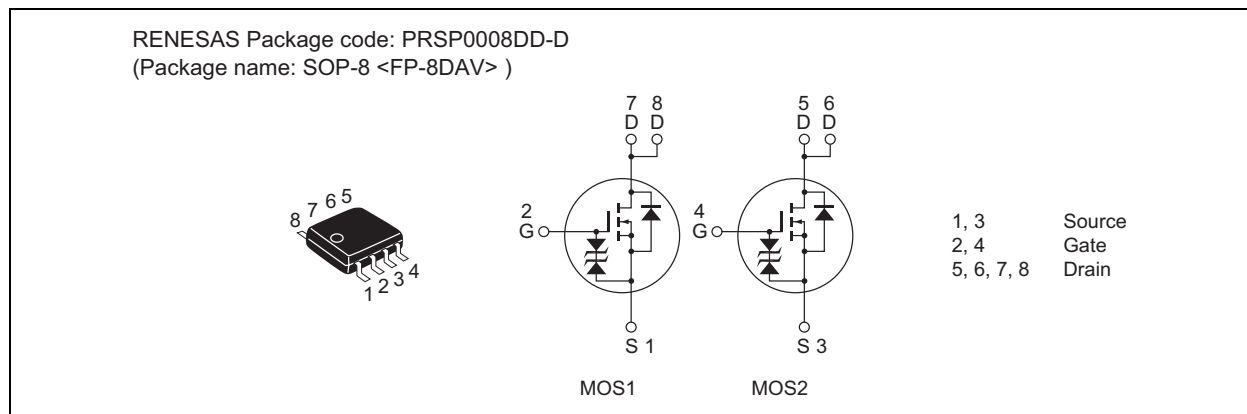 RENESAS Package code: PRSP0008DD-D
(Package name: SOP-8 <FP-8DAV> )
7 8
D D
5 6
D D
8 7 6 5
1 2 3 4
2
G
4
G
S 1
S 3
MOS1
MOS2
1, 3 Source
2, 4 Gate
5, 6, 7, 8 Drain